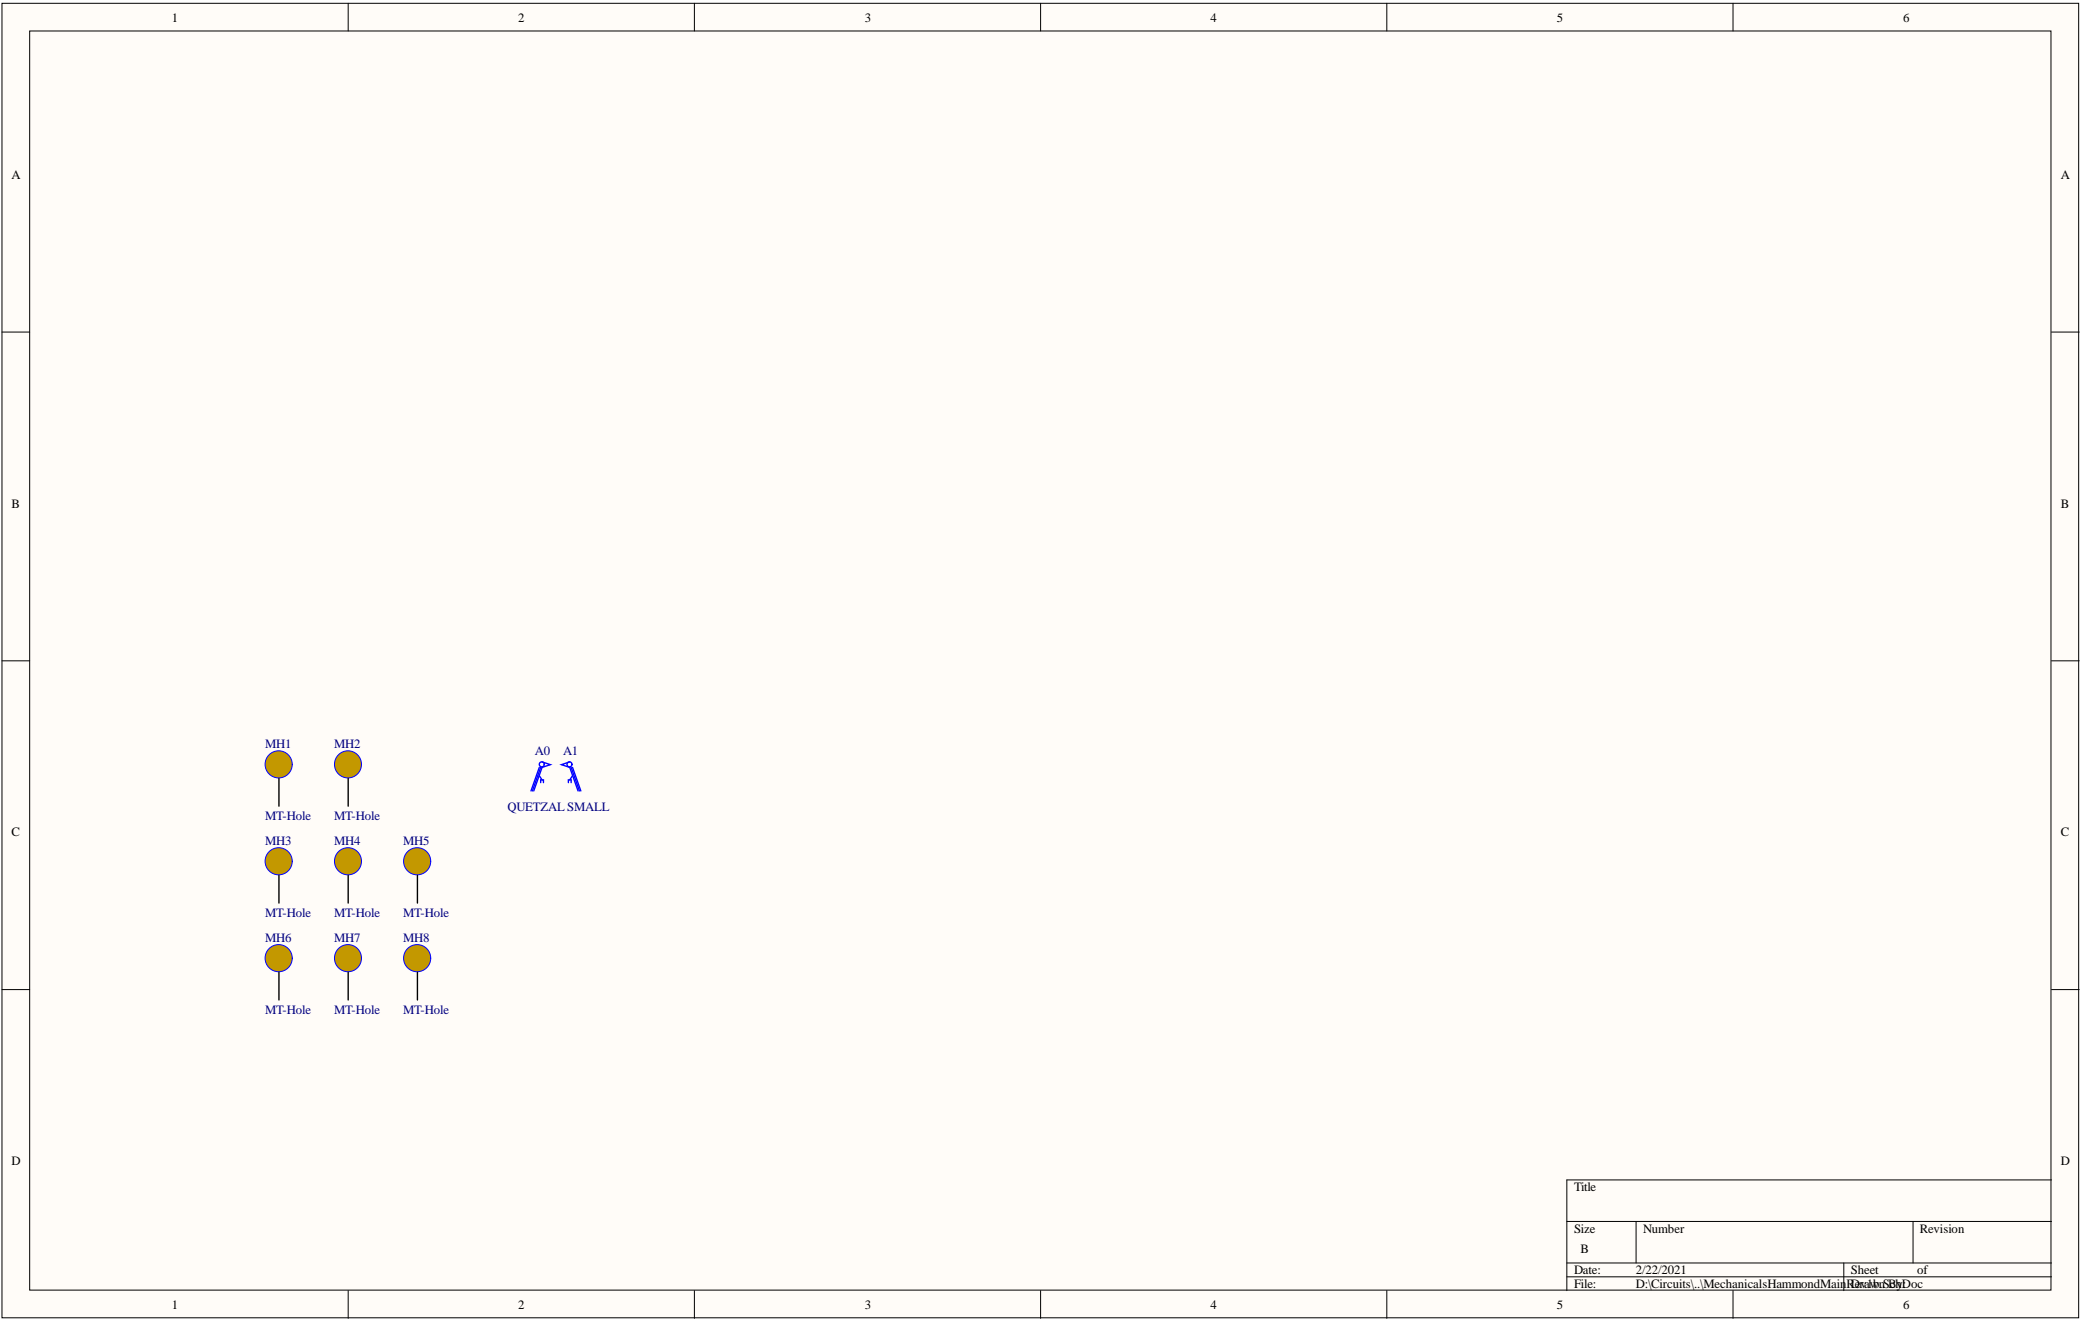 1 2 3 4 5 6
A A
B B
MH1 MH2
A0 A1
MT-Hole MT-Hole
QUETZAL SMALL
C C
MH3 MH4 MH5
MT-Hole MT-Hole MT-Hole
MH6 MH7 MH8
MT-Hole MT-Hole MT-Hole
D D
Title
Size Number Revision
B
Date: 2/22/2021 Sheet of
File: D:\Circuits\..\MechanicalsHammondMain
1 2 3 4 5 6